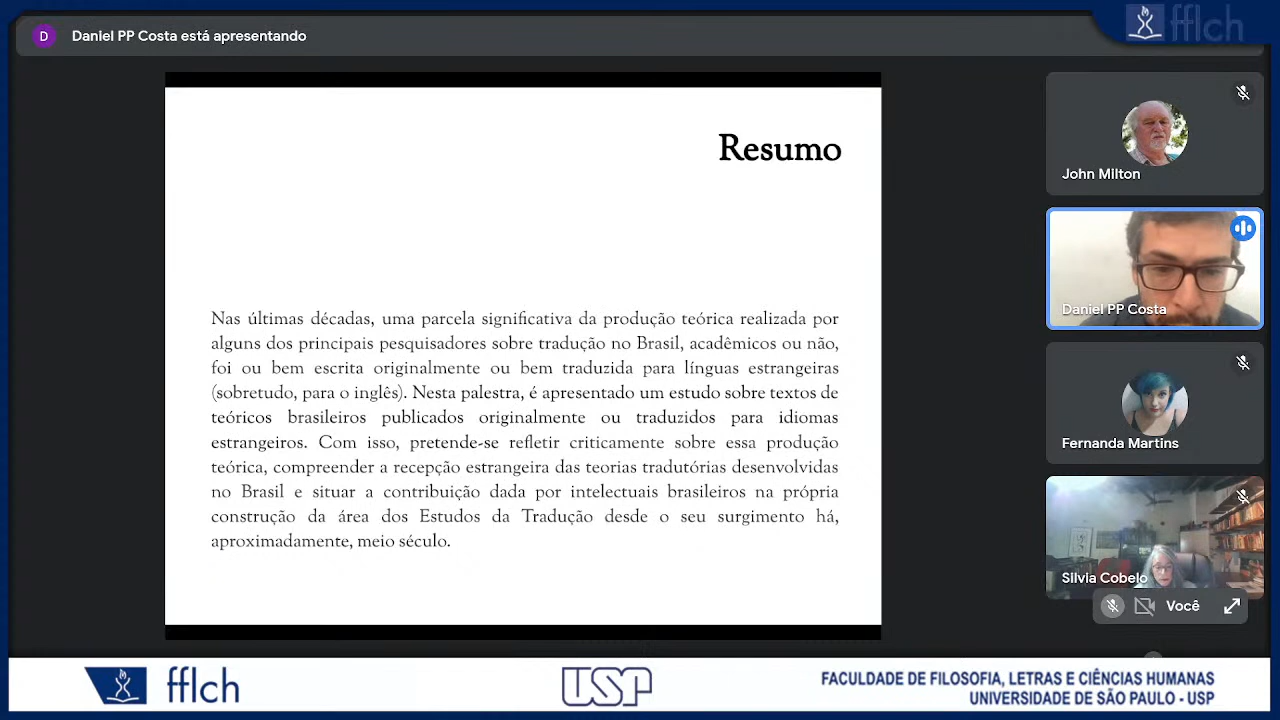 fflch
D
Daniel PP Costa está apresentando
Resumo
Nas últimas décadas, uma parcela significativa da produção teórica realizada por
alguns dos principais pesquisadores sobre tradução no Brasil, acadêmicos ou não,
foi ou bem escrita originalmente ou bem traduzida para línguas estrangeiras
(sobretudo, para o inglês). Nesta palestra, é apresentado um estudo sobre textos de
teóricos brasileiros publicados originalmente ou traduzidos para idiomas
estrangeiros. Com isso, pretende-se refletir criticamente sobre essa produção
teórica, compreender a recepção estrangeira das teorias tradutórias desenvolvidas
no Brasil e situar a contribuição dada por intelectuais brasileiros na própria
construção da área dos Estudos da Tradução desde o seu surgimento há,
aproximadamente, meio século.
John Milton
Daniel PP Costa
Fernanda Martins
Silvia Cobelo
Você
fflch
USP
FACULDADE DE FILOSOFIA, LETRAS E CIÊNCIAS HUMANAS
UNIVERSIDADE DE SÃO PAULO - USP